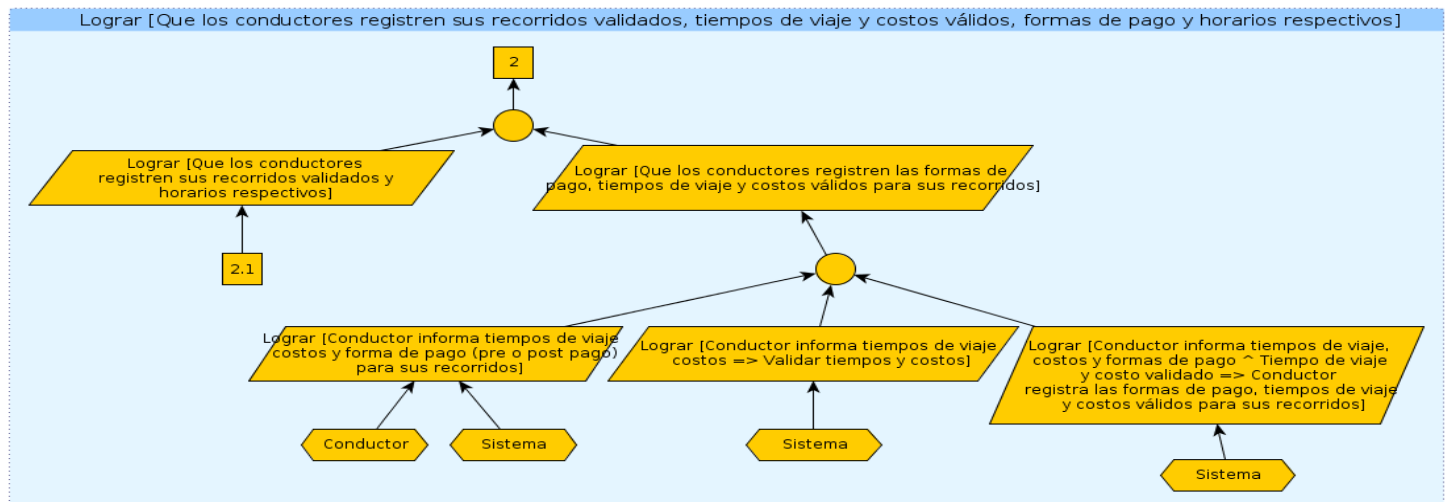 Lograr [Que los conductores registren sus recorridos validados, tiempos de viaje y costos válidos, formas de pago y horarios respectivos]
2
Lograr [Que los conductores
registren sus recorridos validados y
horarios respectivos]
Lograr [Que los conductores registren las formas de
pago, tiempos de viaje y costos válidos para sus recorridos]
2.1
Lograr [Conductor informa tiempos de viaje
costos y forma de pago (pre o post pago)
para sus recorridos]
Lograr [Conductor informa tiempos de viaje
costos => Validar tiempos y costos]
Lograr [Conductor informa tiempos de viaje,
costos y formas de pago ^ Tiempo de viaje
y costo validado => Conductor
registra las formas de pago, tiempos de viaje
y costos válidos para sus recorridos]
Conductor
Sistema
Sistema
Sistema